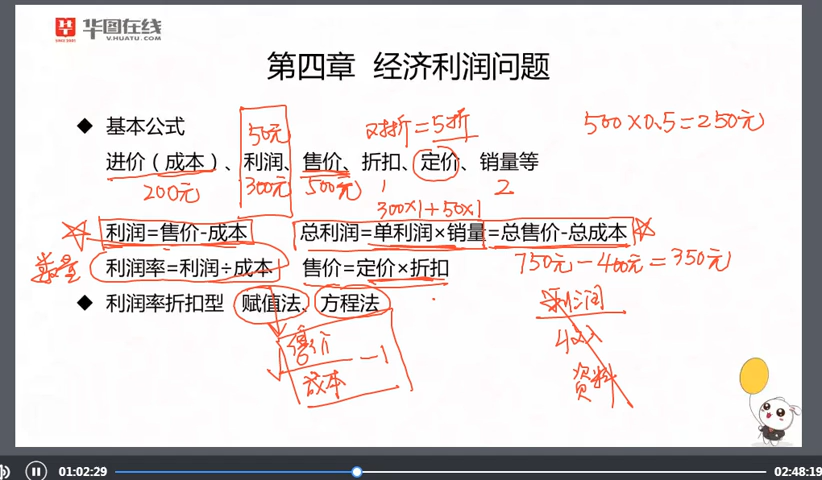 华图在线
SINCE 2001
V.HUATU.COM
第四章 经济利润问题
◆ 基本公式
50元
对折=5折
500×0.5=250元
进价(成本)、利润、售价、折扣、定价、销量等
200元 300元 500元 1 2
300×1+50×1
利润=售价-成本 总利润=单利润×销量=总售价-总成本
利润率=利润÷成本 售价=定价×折扣
750元-400元=350元
◆ 利润率折扣型 赋值法、方程法
利润
收入
售价
成本
-1
资料
01:02:29
02:48:19